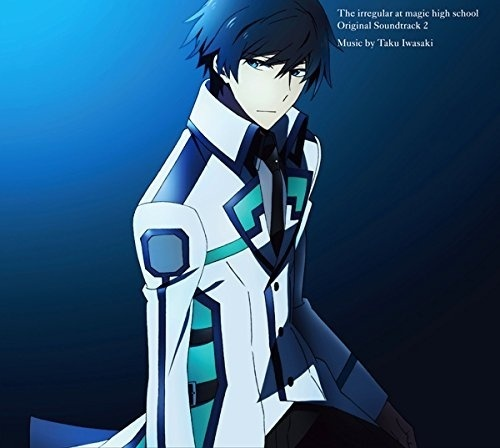 The irregular at magic high school
Original Soundtrack 2
Music by Taku Iwasaki